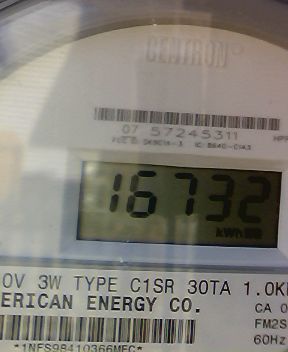 CENTRON®
07 57245311
16732
kWh
0V 3W TYPE C1SR 30TA 1.0K
ERICAN ENERGY CO.
CA 0
FM2S
60Hz
*1NFS98410366MEC*